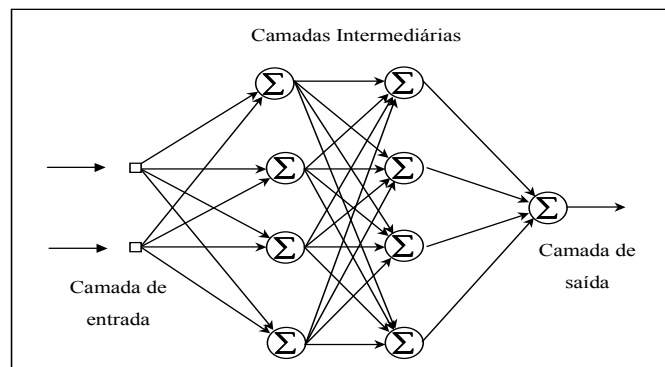 Camadas Intermediárias
Σ Σ
Σ Σ
Σ
Σ Σ
Camada de
entrada
Camada de
saída
Σ Σ